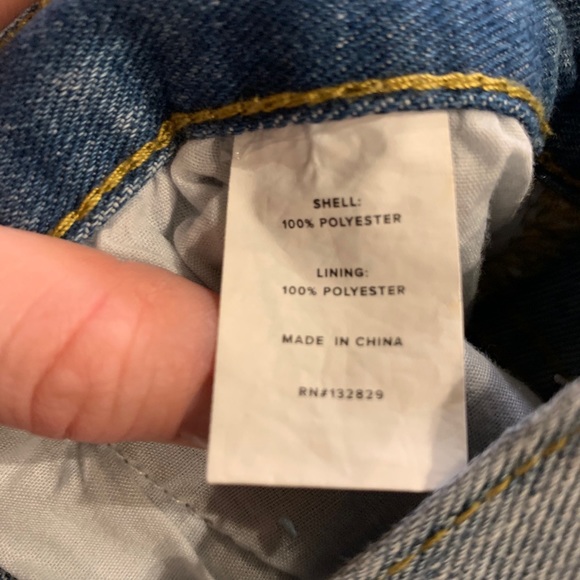 SHELL:
100% POLYESTER
LINING:
100% POLYESTER
MADE IN CHINA
RN#132829